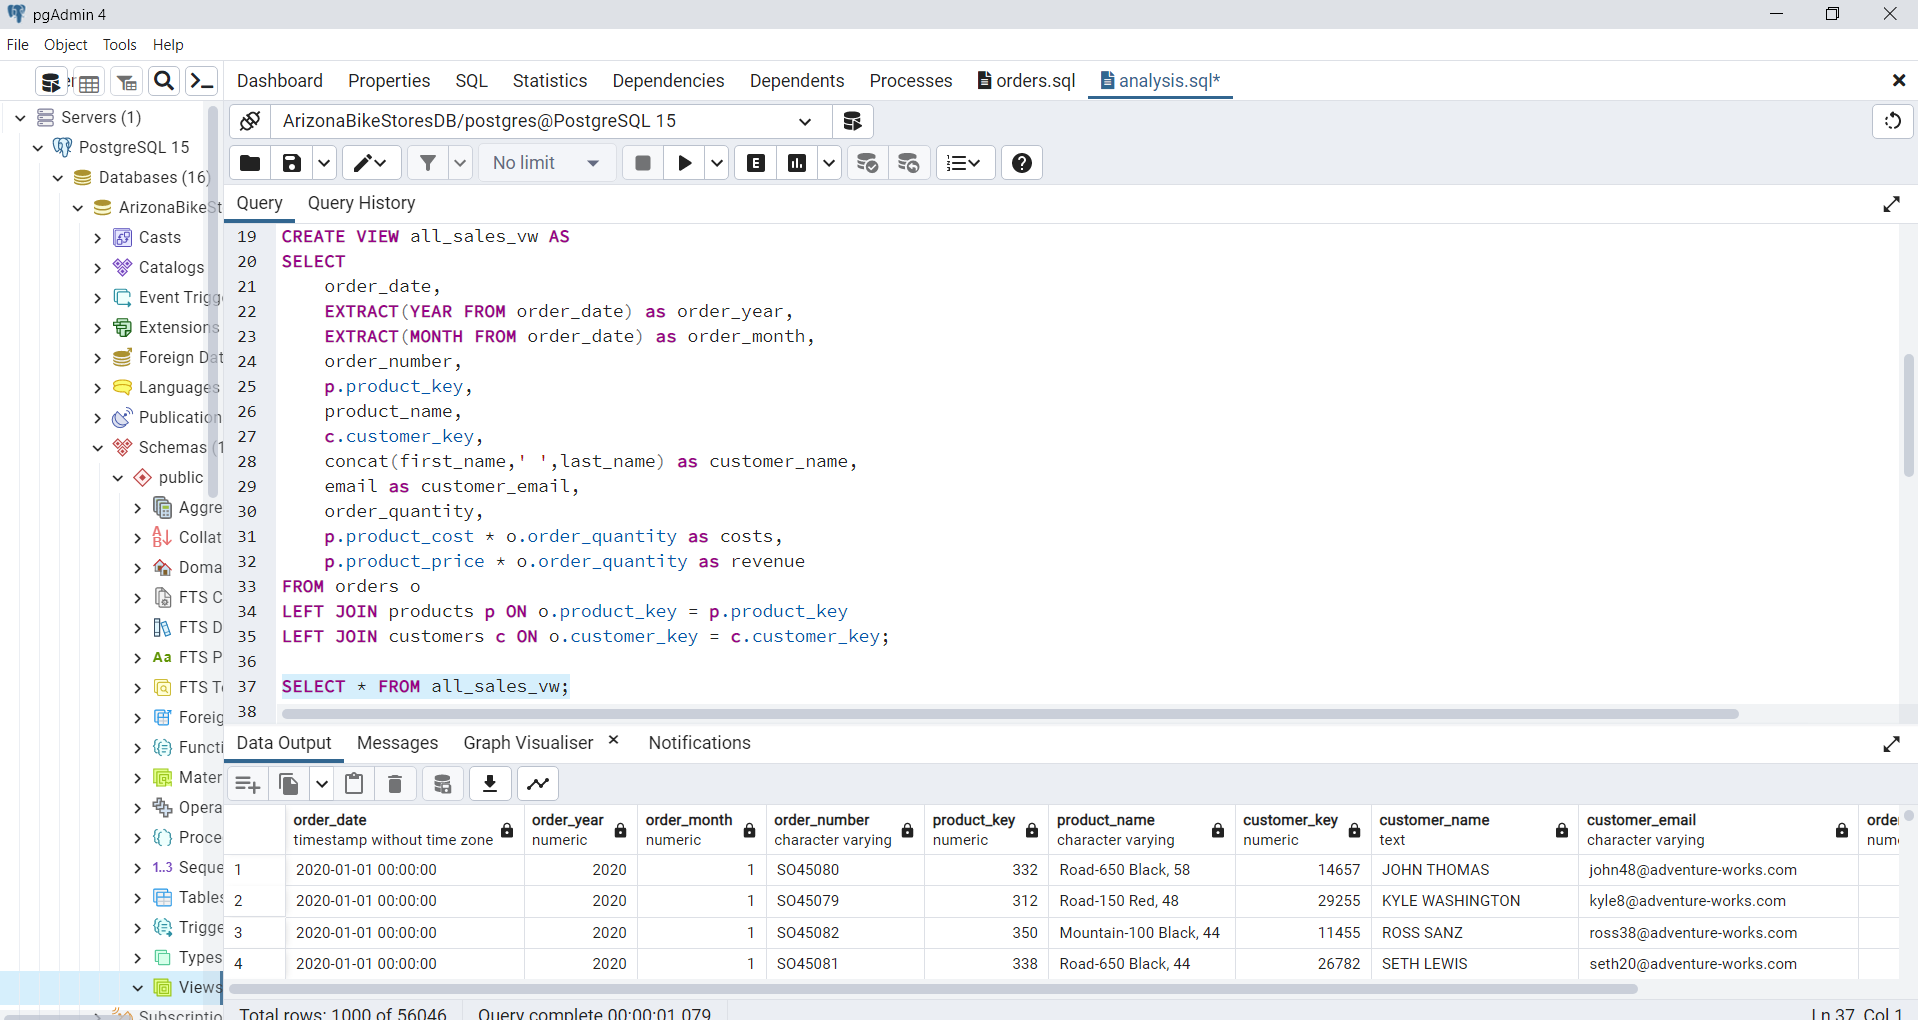 pgAdmin 4
File Object Tools Help
Dashboard Properties SQL Statistics Dependencies Dependents Processes orders.sql analysis.sql*
ArizonaBikeStoresDB/postgres@PostgreSQL 15
No limit
Query Query History
Servers (1)
PostgreSQL 15
Databases (16)
ArizonaBikeSt
Casts
Catalogs
Event Trigg
Extensions
Foreign Dat
Languages
Publication
Schemas (1
public
Aggre
Collat
Doma
FTS C
FTS D
FTS P
FTS Te
Foreig
Functi
Mater
Opera
Proce
1..3 Seque
Tables
Trigge
Types
Views
Subscriptio
19 CREATE VIEW all_sales_vw AS
20 SELECT
21 order_date,
22 EXTRACT(YEAR FROM order_date) as order_year,
23 EXTRACT(MONTH FROM order_date) as order_month,
24 order_number,
25 p.product_key,
26 product_name,
27 c.customer_key,
28 concat(first_name,' ',last_name) as customer_name,
29 email as customer_email,
30 order_quantity,
31 p.product_cost * o.order_quantity as costs,
32 p.product_price * o.order_quantity as revenue
33 FROM orders o
34 LEFT JOIN products p ON o.product_key = p.product_key
35 LEFT JOIN customers c ON o.customer_key = c.customer_key;
36
37 SELECT * FROM all_sales_vw;
38
Data Output Messages Graph Visualiser Notifications
order_date order_year order_month order_number product_key product_name customer_key customer_name customer_email order
timestamp without time zone numeric numeric character varying numeric character varying numeric text character varying nume
1 2020-01-01 00:00:00 2020 1 SO45080 332 Road-650 Black, 58 14657 JOHN THOMAS john48@adventure-works.com
2 2020-01-01 00:00:00 2020 1 SO45079 312 Road-150 Red, 48 29255 KYLE WASHINGTON kyle8@adventure-works.com
3 2020-01-01 00:00:00 2020 1 SO45082 350 Mountain-100 Black, 44 11455 ROSS SANZ ross38@adventure-works.com
4 2020-01-01 00:00:00 2020 1 SO45081 338 Road-650 Black, 44 26782 SETH LEWIS seth20@adventure-works.com
Total rows: 1000 of 56046 Query complete 00:00:01.079 Ln 37, Col 1